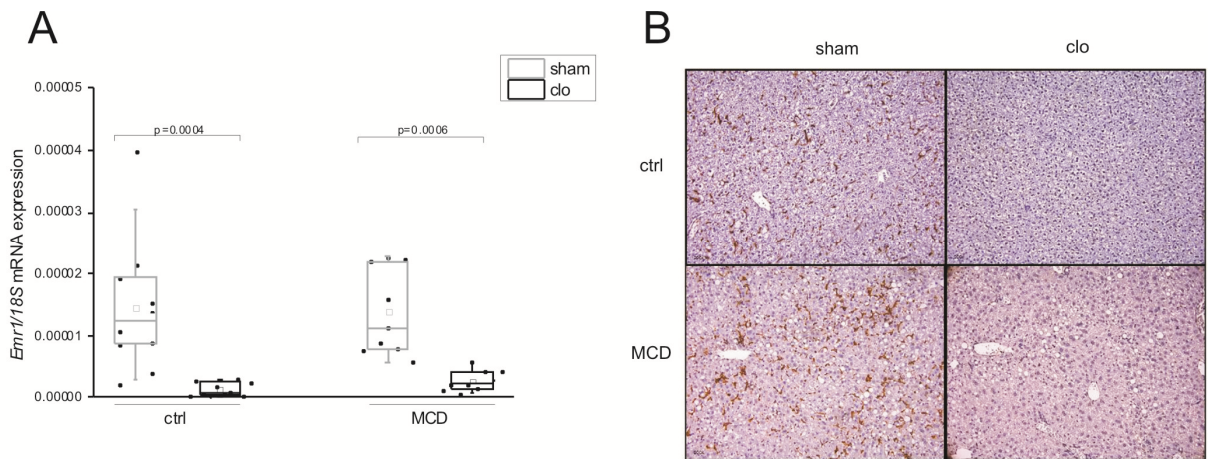 A
sham
clo
Emr1/18S mRNA expression
0.00005
0.00004
0.00003
0.00002
0.00001
0.00000
p=0.0004
p=0.0006
ctrl
MCD
B
sham
clo
ctrl
MCD